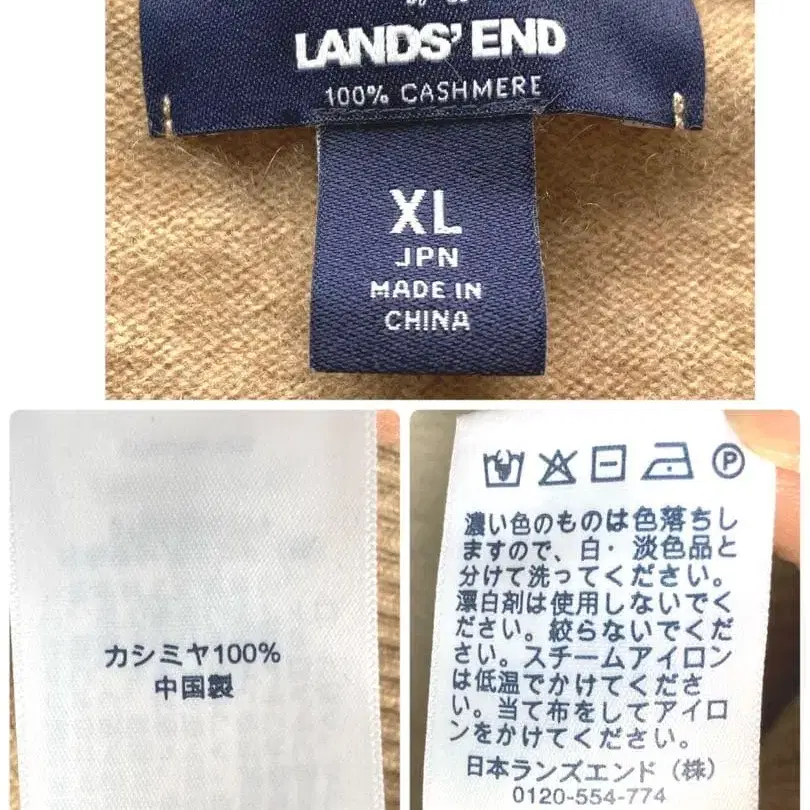 LANDS' END
100% CASHMERE
XL
JPN
MADE IN
CHINA
カシミヤ100%
中国製
P
濃い色のものは色落ちし
ますので、白・淡色品と
分けて洗ってください。
漂白剤は使用しないでく
ださい。絞らないでくだ
さい。スチームアイロン
は低温でかけてくださ
い。当て布をしてアイロ
ンをかけてください。
日本ランズエンド（株）
0120-554-774